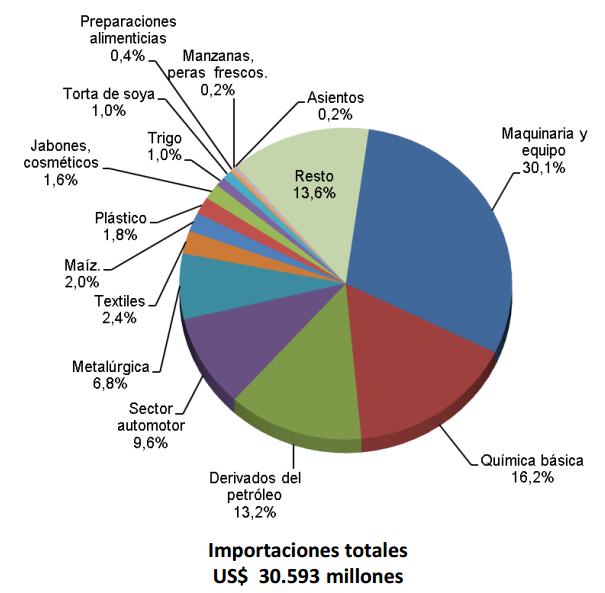 Preparaciones
alimenticias
0,4%
Manzanas,
peras frescos.
0,2%
Asientos
0,2%
Torta de soya
1,0%
Trigo
1,0%
Jabones,
cosméticos
1,6%
Plástico
1,8%
Maíz.
2,0%
Textiles
2,4%
Metalúrgica
6,8%
Sector
automotor
9,6%
Derivados del
petróleo
13,2%
Química básica
16,2%
Maquinaria y
equipo
30,1%
Resto
13,6%
Importaciones totales
US$ 30.593 millones